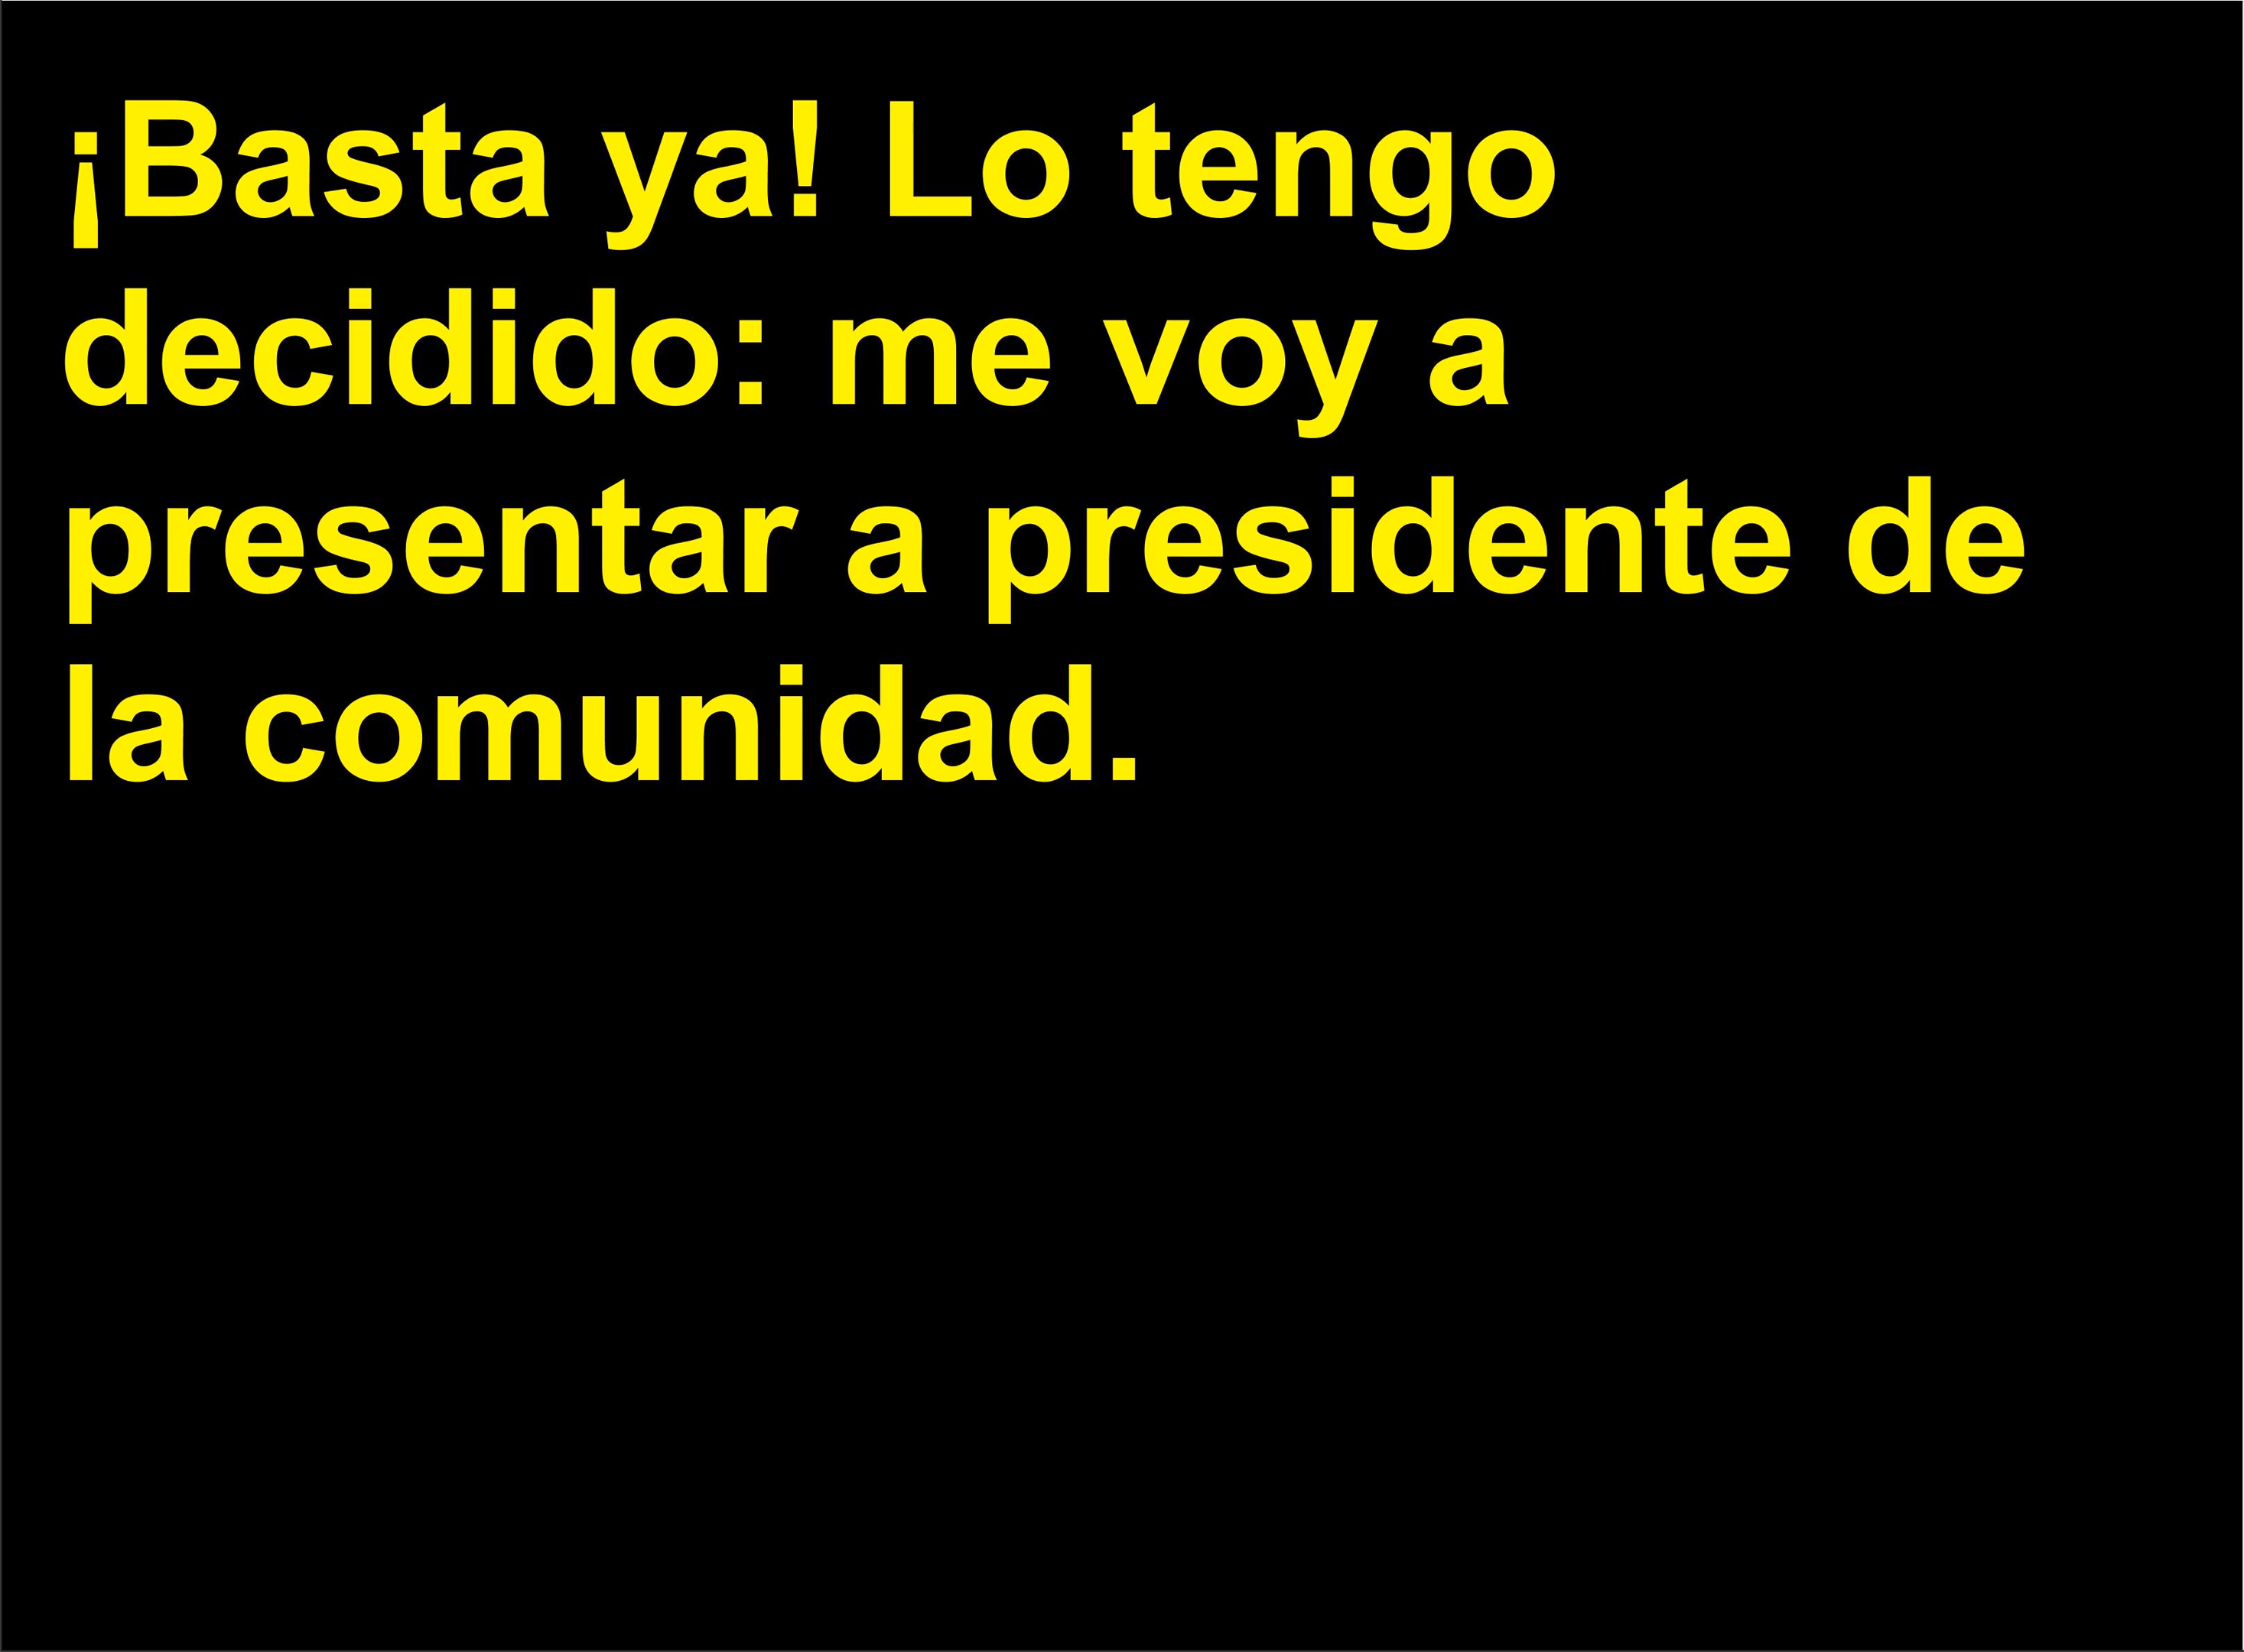 ¡Basta ya! Lo tengo
decidido: me voy a
presentar a presidente de
la comunidad.